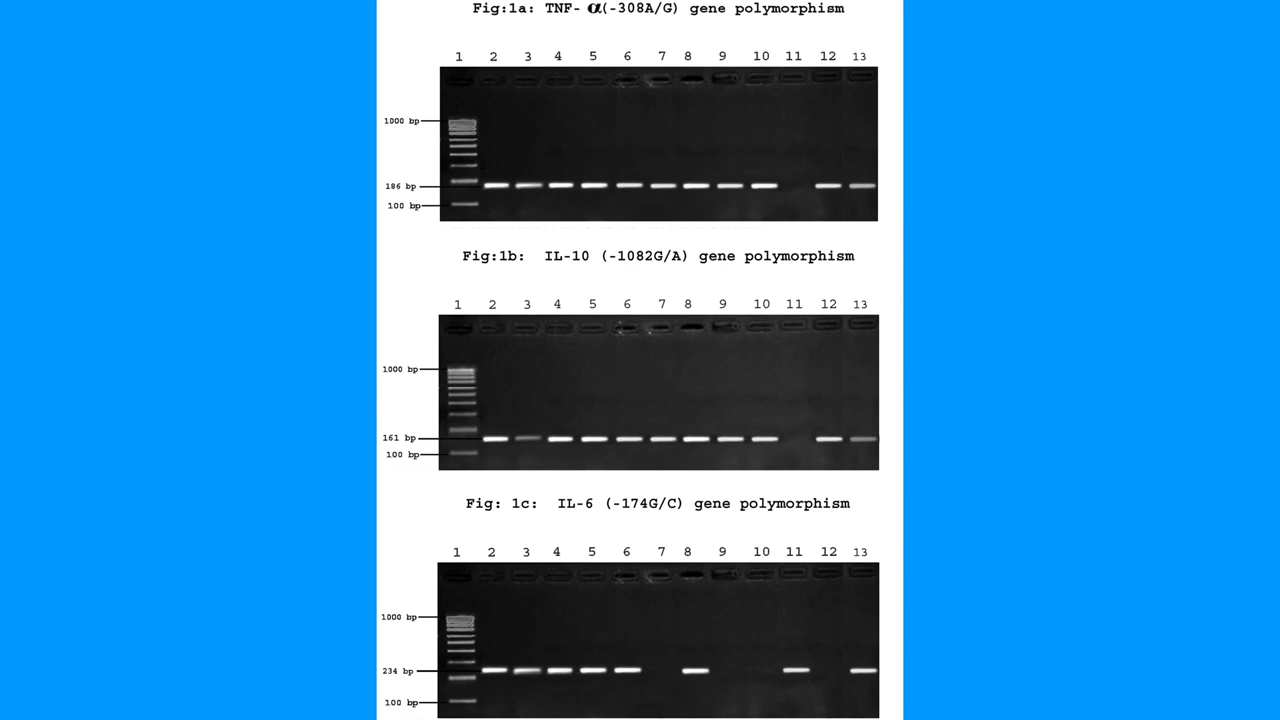 Fig:1a: TNF- α(-308A/G) gene polymorphism
1 2 3 4 5 6 7 8 9 10 11 12 13
1000 bp
186 bp
100 bp
Fig:1b: IL-10 (-1082G/A) gene polymorphism
1 2 3 4 5 6 7 8 9 10 11 12 13
1000 bp
161 bp
100 bp
Fig: 1c: IL-6 (-174G/C) gene polymorphism
1 2 3 4 5 6 7 8 9 10 11 12 13
1000 bp
234 bp
100 bp